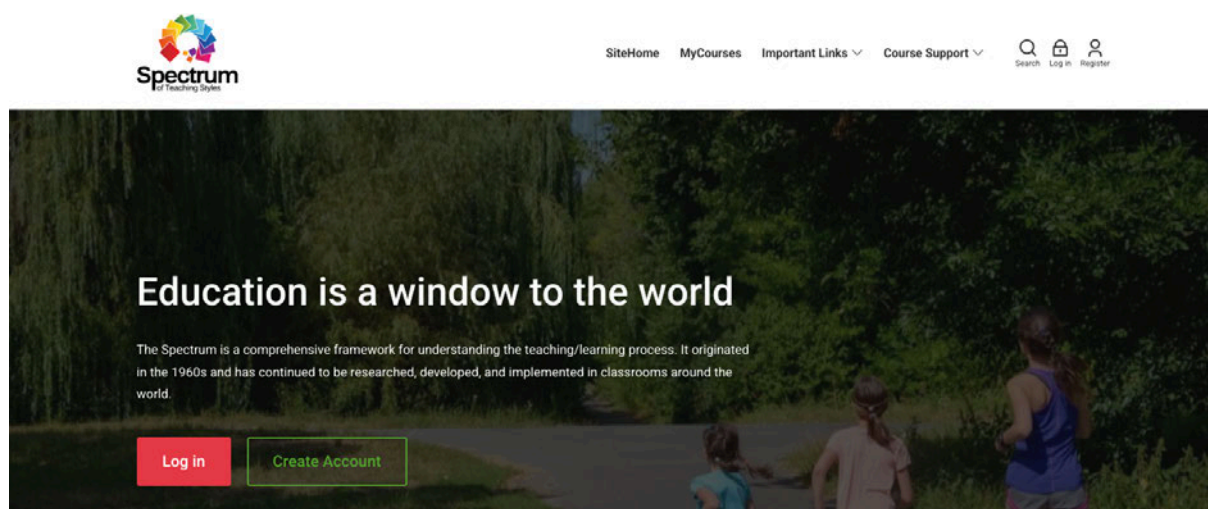 Spectrum
of Teaching Styles
SiteHome MyCourses Important Links Course Support
Search Log in Register
Education is a window to the world
The Spectrum is a comprehensive framework for understanding the teaching/learning process. It originated
in the 1960s and has continued to be researched, developed, and implemented in classrooms around the
world.
Log in Create Account